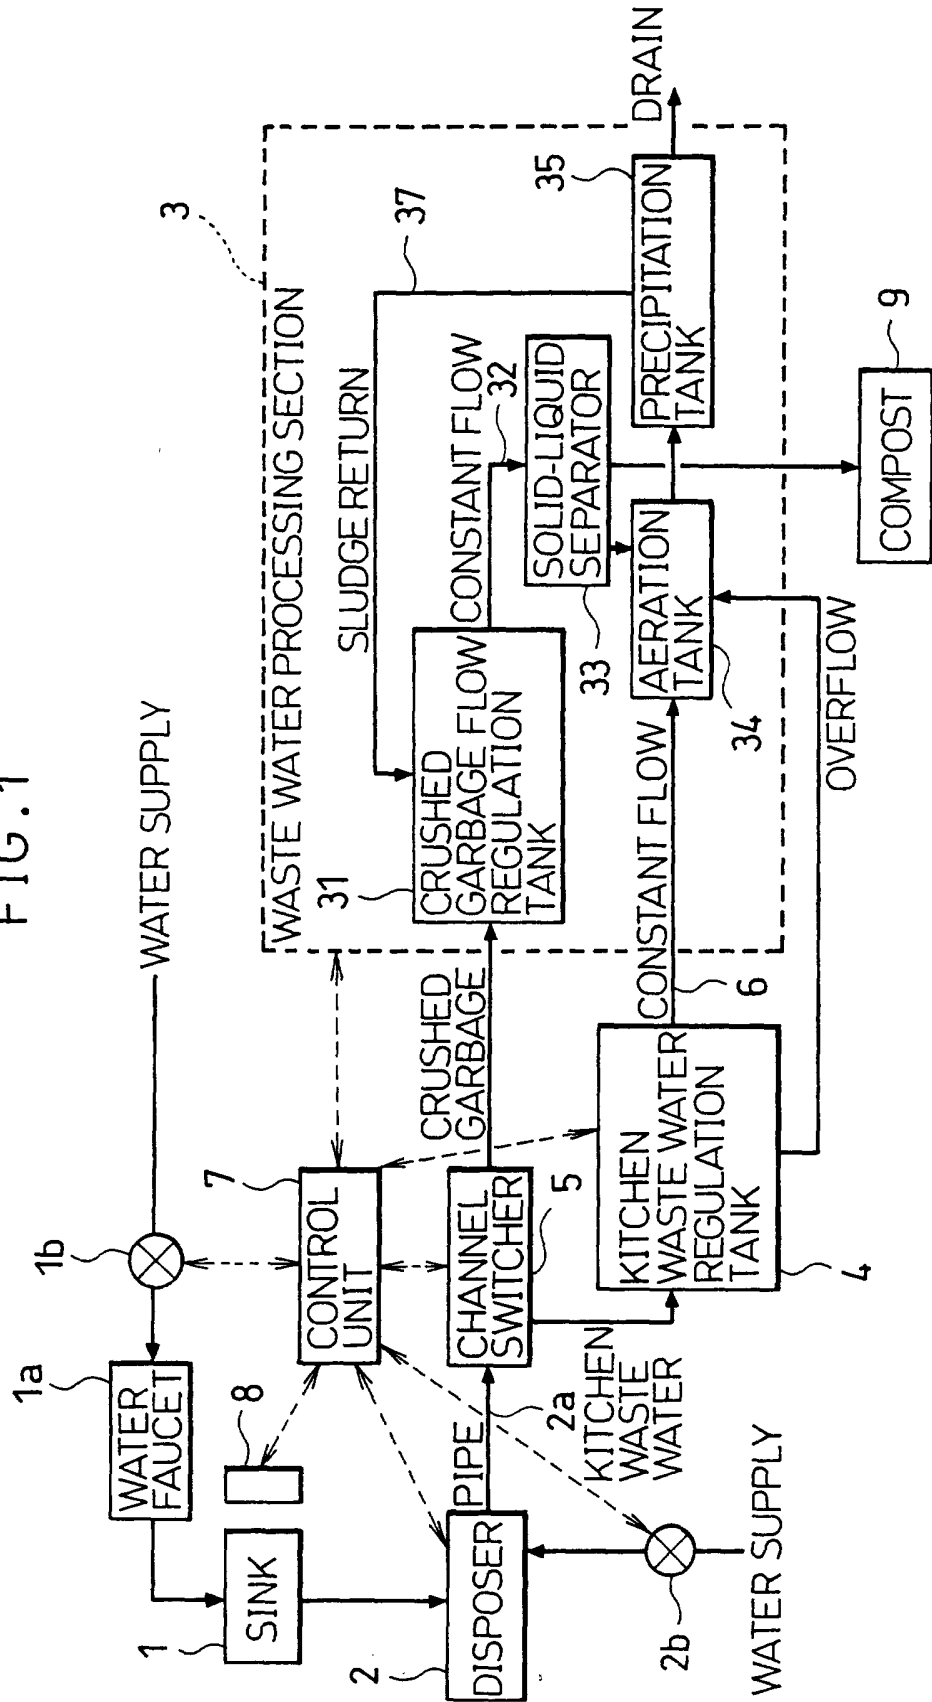 FIG.1
WATER SUPPLY
1b
1a
WATER
FAUCET
8
1
SINK
7
CONTROL
UNIT
3
WASTE WATER PROCESSING SECTION
SLUDGE RETURN
37
31
CRUSHED
GARBAGE FLOW
REGULATION
TANK
CONSTANT FLOW
32
SOLID-LIQUID
SEPARATOR
33
CRUSHED
GARBAGE
2
DISPOSER
PIPE
2a
CHANNEL
SWITCHER
5
KITCHEN
WASTE
WATER
KITCHEN
WASTE WATER
REGULATION
TANK
4
CONSTANT FLOW
6
AERATION
TANK
34
PRECIPITATION
TANK
35
DRAIN
2b
WATER SUPPLY
OVERFLOW
COMPOST
9